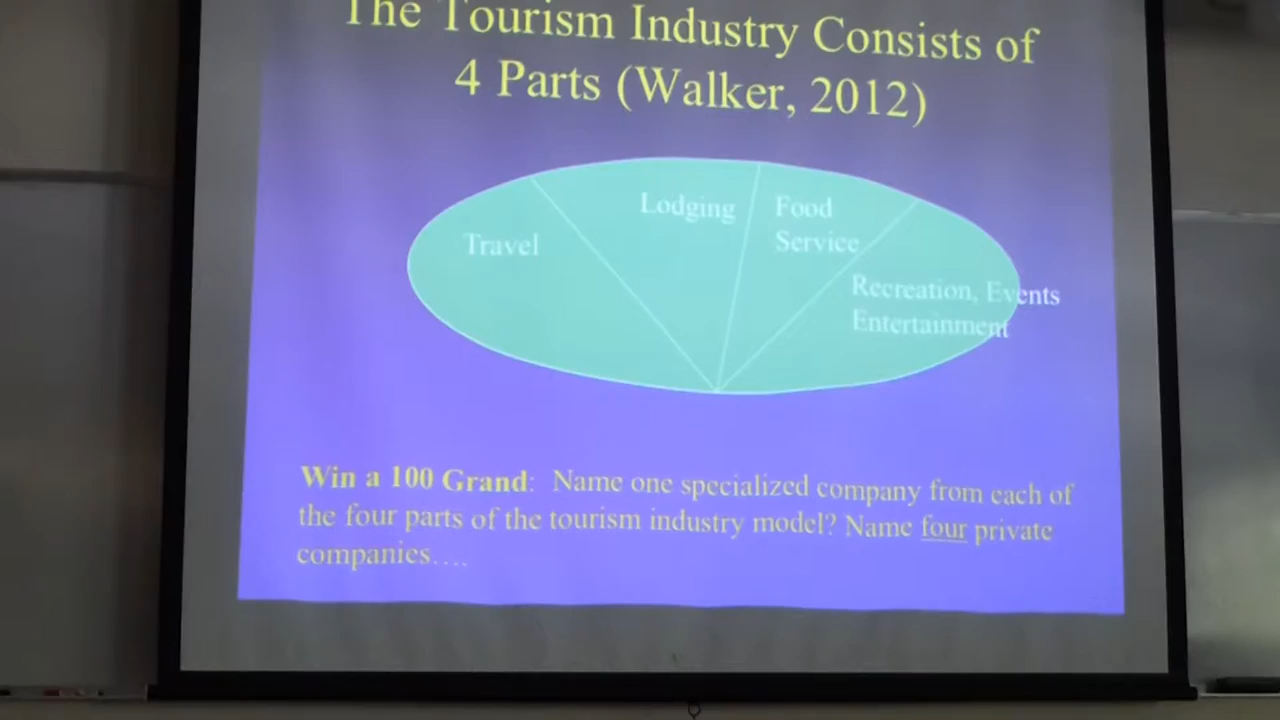 The Tourism Industry Consists of
4 Parts (Walker, 2012)
Travel
Lodging
Food
Service
Recreation, Events
Entertainment
Win a 100 Grand: Name one specialized company from each of
the four parts of the tourism industry model? Name four private
companies....